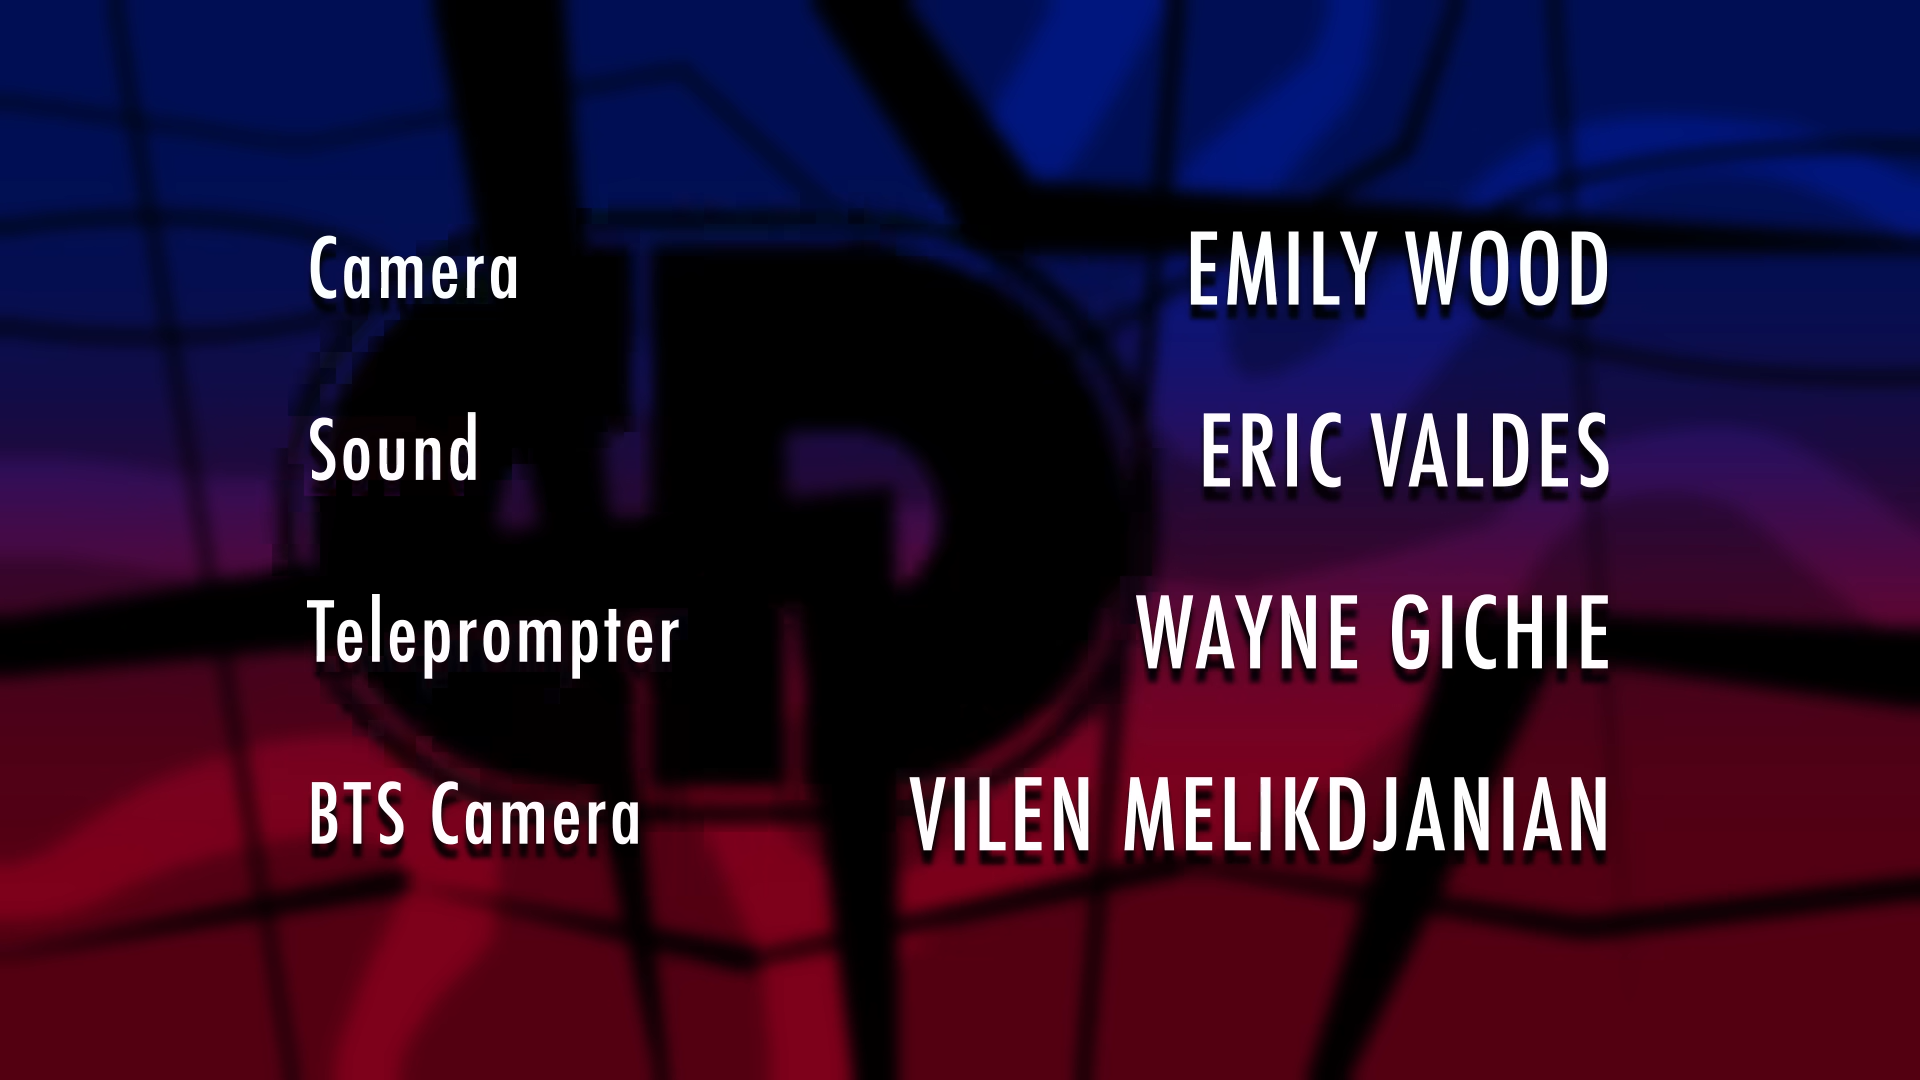 Camera EMILY WOOD
Sound ERIC VALDES
Teleprompter WAYNE GICHIE
BTS Camera VILEN MELIKDJANIAN